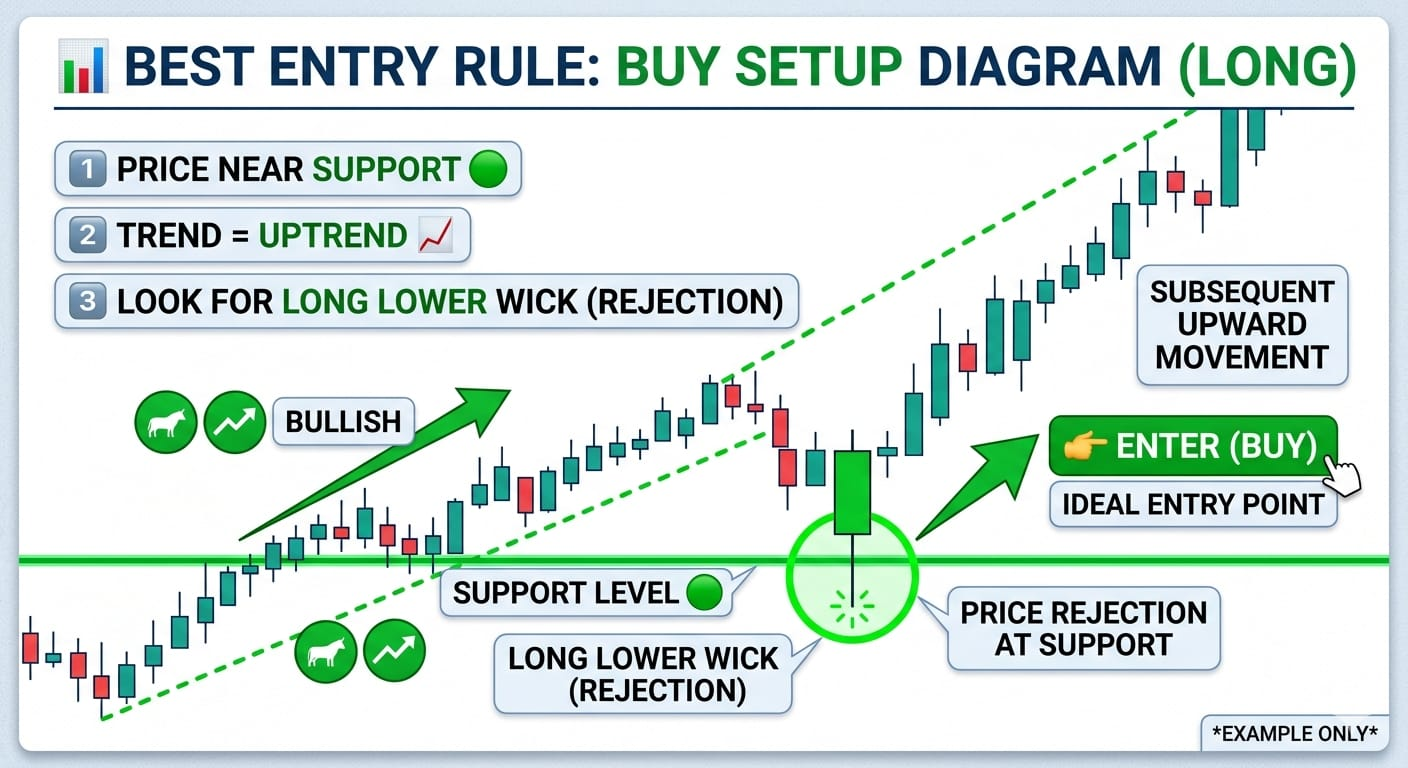 BEST ENTRY RULE: BUY SETUP DIAGRAM (LONG)
1 PRICE NEAR SUPPORT
2 TREND = UPTREND
3 LOOK FOR LONG LOWER WICK (REJECTION)
BULLISH
SUBSEQUENT
UPWARD
MOVEMENT
ENTER (BUY)
IDEAL ENTRY POINT
SUPPORT LEVEL
LONG LOWER WICK
(REJECTION)
PRICE REJECTION
AT SUPPORT
*EXAMPLE ONLY*